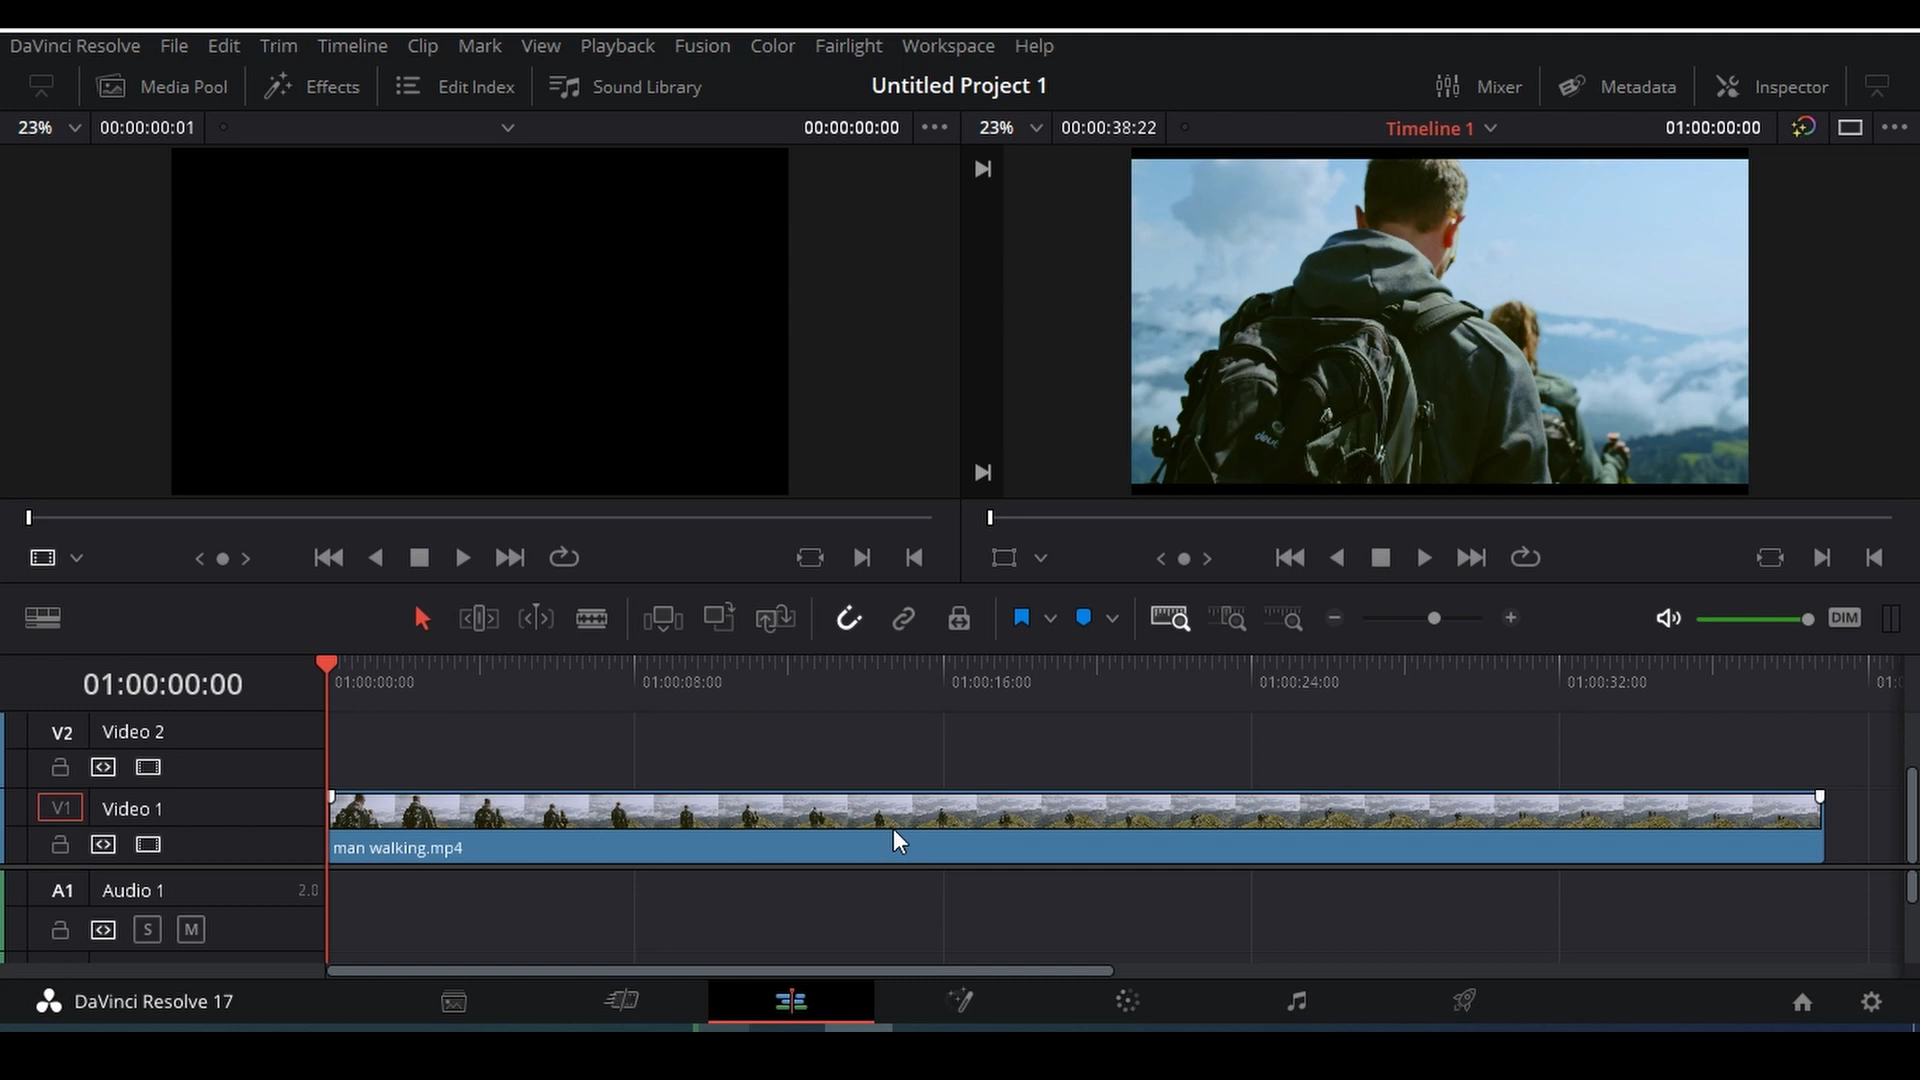 DaVinci Resolve File Edit Trim Timeline Clip Mark View Playback Fusion Color Fairlight Workspace Help
Media Pool Effects Edit Index Sound Library Untitled Project 1 Mixer Metadata Inspector
23% 00:00:00:01 00:00:00:00 23% 00:00:38:22 Timeline 1 01:00:00:00
DIM
01:00:00:00 01:00:00:00 01:00:08:00 01:00:16:00 01:00:24:00 01:00:32:00
V2 Video 2
V1 Video 1
man walking.mp4
A1 Audio 1 2.0
S M
DaVinci Resolve 17